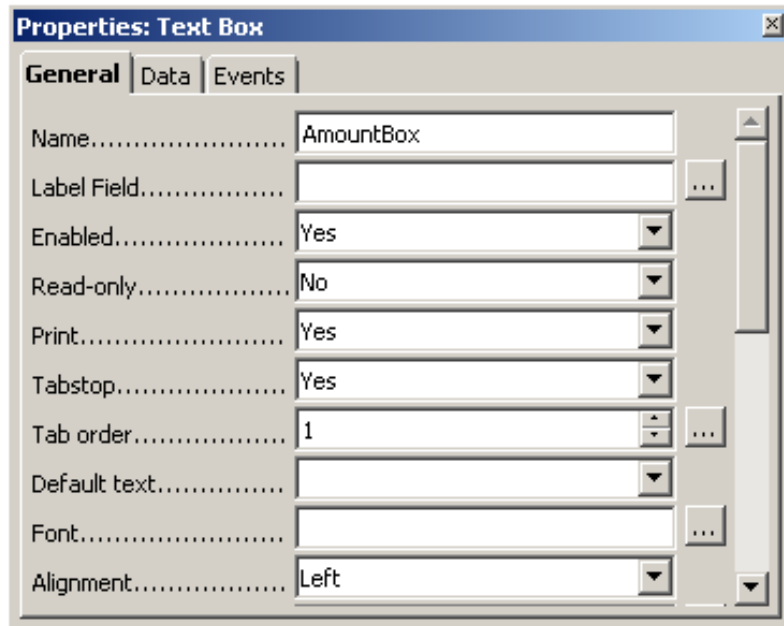 Properties: Text Box
General Data Events
Name....................... AmountBox
Label Field................. ...
Enabled.................... Yes
Read-only.................. No
Print........................ Yes
Tabstop.................... Yes
Tab order.................. 1 ...
Default text...............
Font........................ ...
Alignment.................. Left